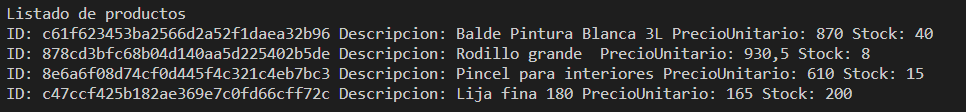 Listado de productos
ID: c61f623453ba2566d2a52f1daea32b96 Descripcion: Balde Pintura Blanca 3L PrecioUnitario: 870 Stock: 40
ID: 878cd3bfc68b04d140aa5d225402b5de Descripcion: Rodillo grande  PrecioUnitario: 930,5 Stock: 8
ID: 8e6a6f08d74cf0d445f4c321c4eb7bc3 Descripcion: Pincel para interiores PrecioUnitario: 610 Stock: 15
ID: c47ccf425b182ae369e7c0fd66cff72c Descripcion: Lija fina 180 PrecioUnitario: 165 Stock: 200